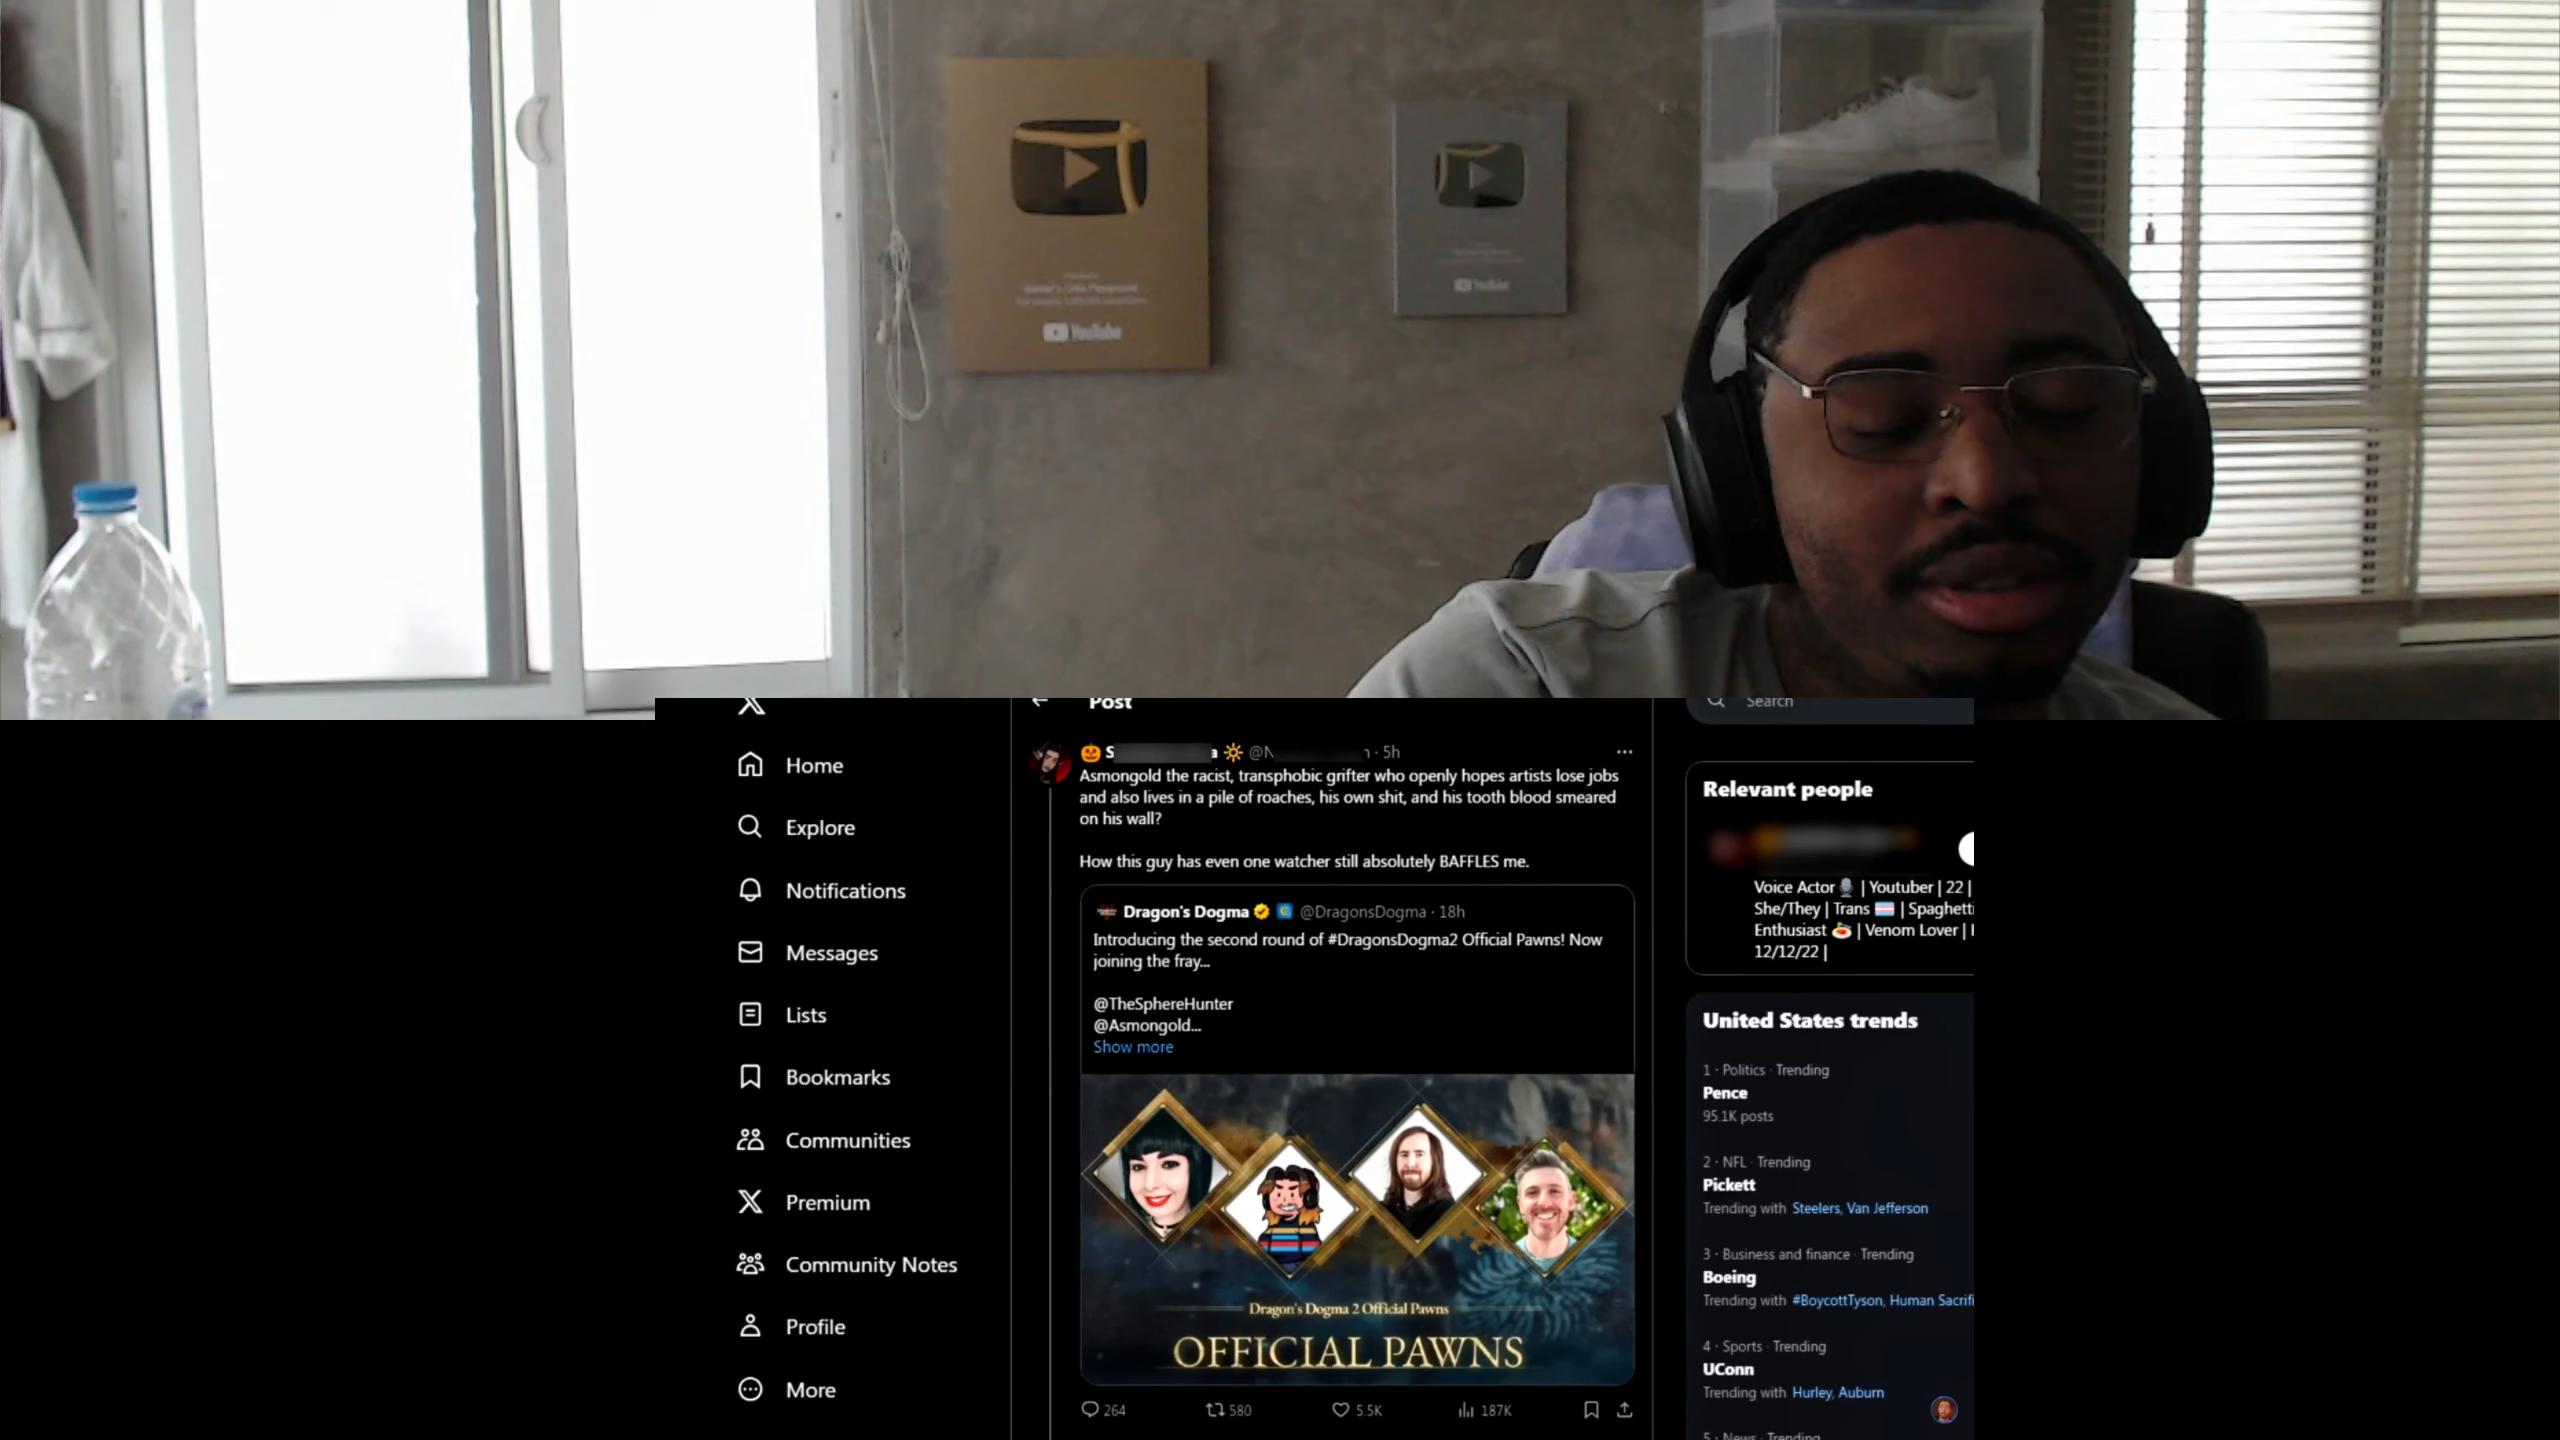 YouTube
YouTube
Post
Search
S
a
@N
n · 5h
Asmongold the racist, transphobic grifter who openly hopes artists lose jobs
and also lives in a pile of roaches, his own shit, and his tooth blood smeared
on his wall?
How this guy has even one watcher still absolutely BAFFLES me.
Dragon's Dogma @DragonsDogma · 18h
Introducing the second round of #DragonsDogma2 Official Pawns! Now
joining the fray...
@TheSphereHunter
@Asmongold...
Show more
Dragon's Dogma 2 Official Pawns
OFFICIAL PAWNS
264
580
5.5K
187K
Home
Explore
Notifications
Messages
Lists
Bookmarks
Communities
Premium
Community Notes
Profile
More
Relevant people
Voice Actor🎙️ | Youtuber | 22 |
She/They | Trans 🏳️‍⚧️ | Spaghetti
Enthusiast 🍝 | Venom Lover |
12/12/22 |
United States trends
1 · Politics · Trending
Pence
95.1K posts
2 · NFL · Trending
Pickett
Trending with Steelers, Van Jefferson
3 · Business and finance · Trending
Boeing
Trending with #BoycottTyson, Human Sacrifi
4 · Sports · Trending
UConn
Trending with Hurley, Auburn
5 · News · Trending